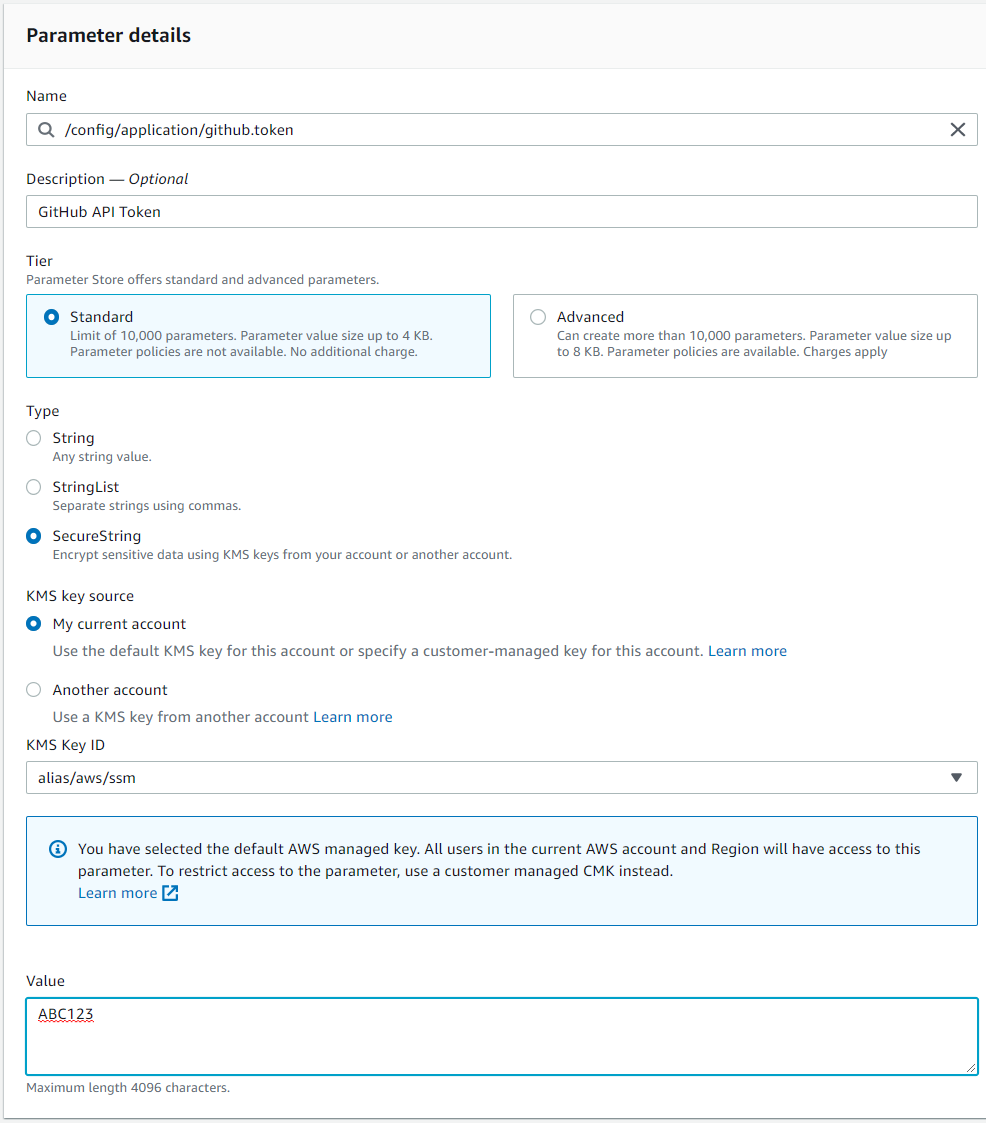 Parameter details
Name
/config/application/github.token
Description — Optional
GitHub API Token
Tier
Parameter Store offers standard and advanced parameters.
Standard
Limit of 10,000 parameters. Parameter value size up to 4 KB.
Parameter policies are not available. No additional charge.
Advanced
Can create more than 10,000 parameters. Parameter value size up
to 8 KB. Parameter policies are available. Charges apply
Type
String
Any string value.
StringList
Separate strings using commas.
SecureString
Encrypt sensitive data using KMS keys from your account or another account.
KMS key source
My current account
Use the default KMS key for this account or specify a customer-managed key for this account. Learn more
Another account
Use a KMS key from another account Learn more
KMS Key ID
alias/aws/ssm
You have selected the default AWS managed key. All users in the current AWS account and Region will have access to this
parameter. To restrict access to the parameter, use a customer managed CMK instead.
Learn more
Value
ABC123
Maximum length 4096 characters.